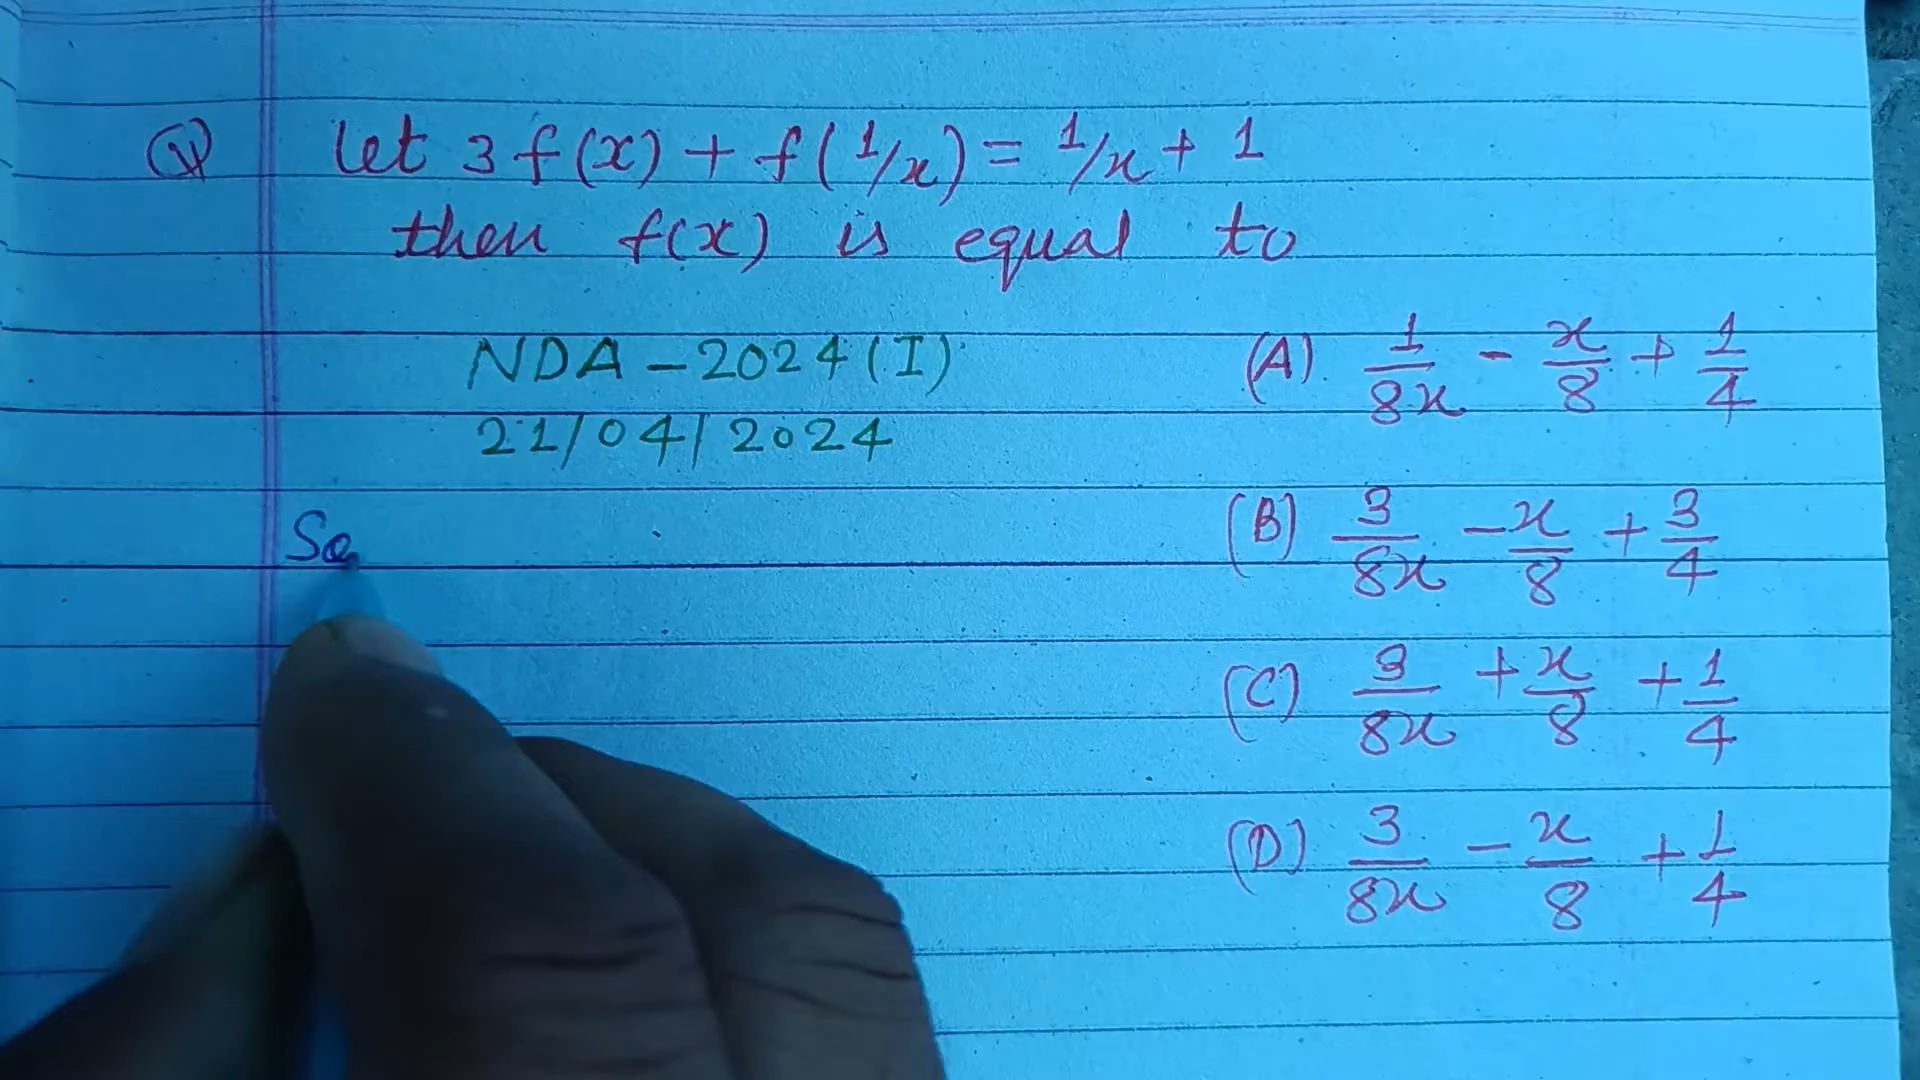 Q) let 3f(x) + f(1/x) = 1/x + 1
then f(x) is equal to
NDA - 2024 (I)
21/04/2024
(A) 1/8x - x/8 + 1/4
(B) 3/8x - x/8 + 3/4
(C) 3/8x + x/8 + 1/4
(D) 3/8x - x/8 + 1/4
So